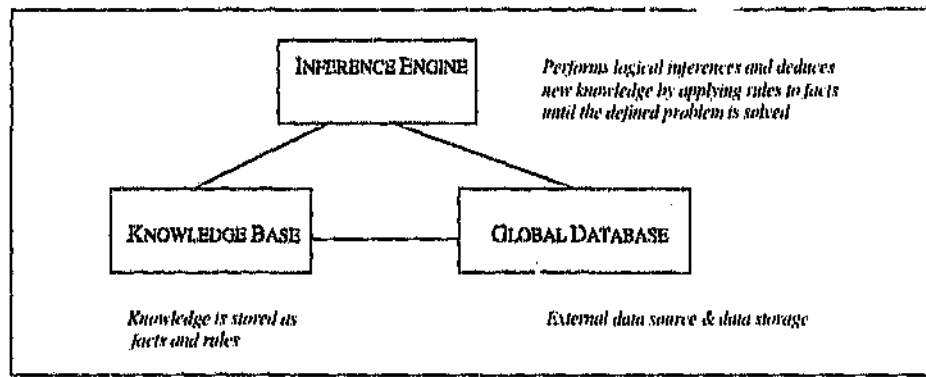 INFERENCE ENGINE
Performs logical inferences and deduces
new knowledge by applying rules to facts
until the defined problem is solved
KNOWLEDGE BASE
GLOBAL DATABASE
Knowledge is stored as
facts and rules
External data source & data storage